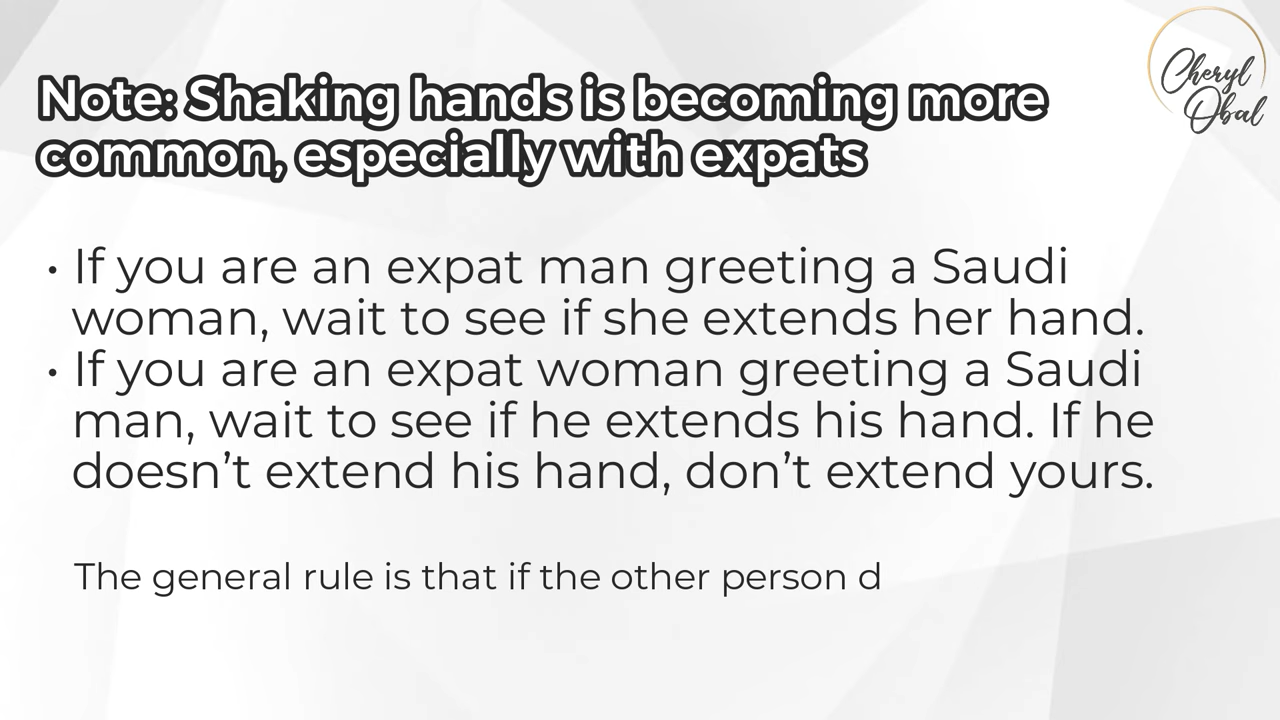 Cheryl
Obal
Note: Shaking hands is becoming more
common, especially with expats
• If you are an expat man greeting a Saudi
woman, wait to see if she extends her hand.
• If you are an expat woman greeting a Saudi
man, wait to see if he extends his hand. If he
doesn’t extend his hand, don’t extend yours.
The general rule is that if the other person d